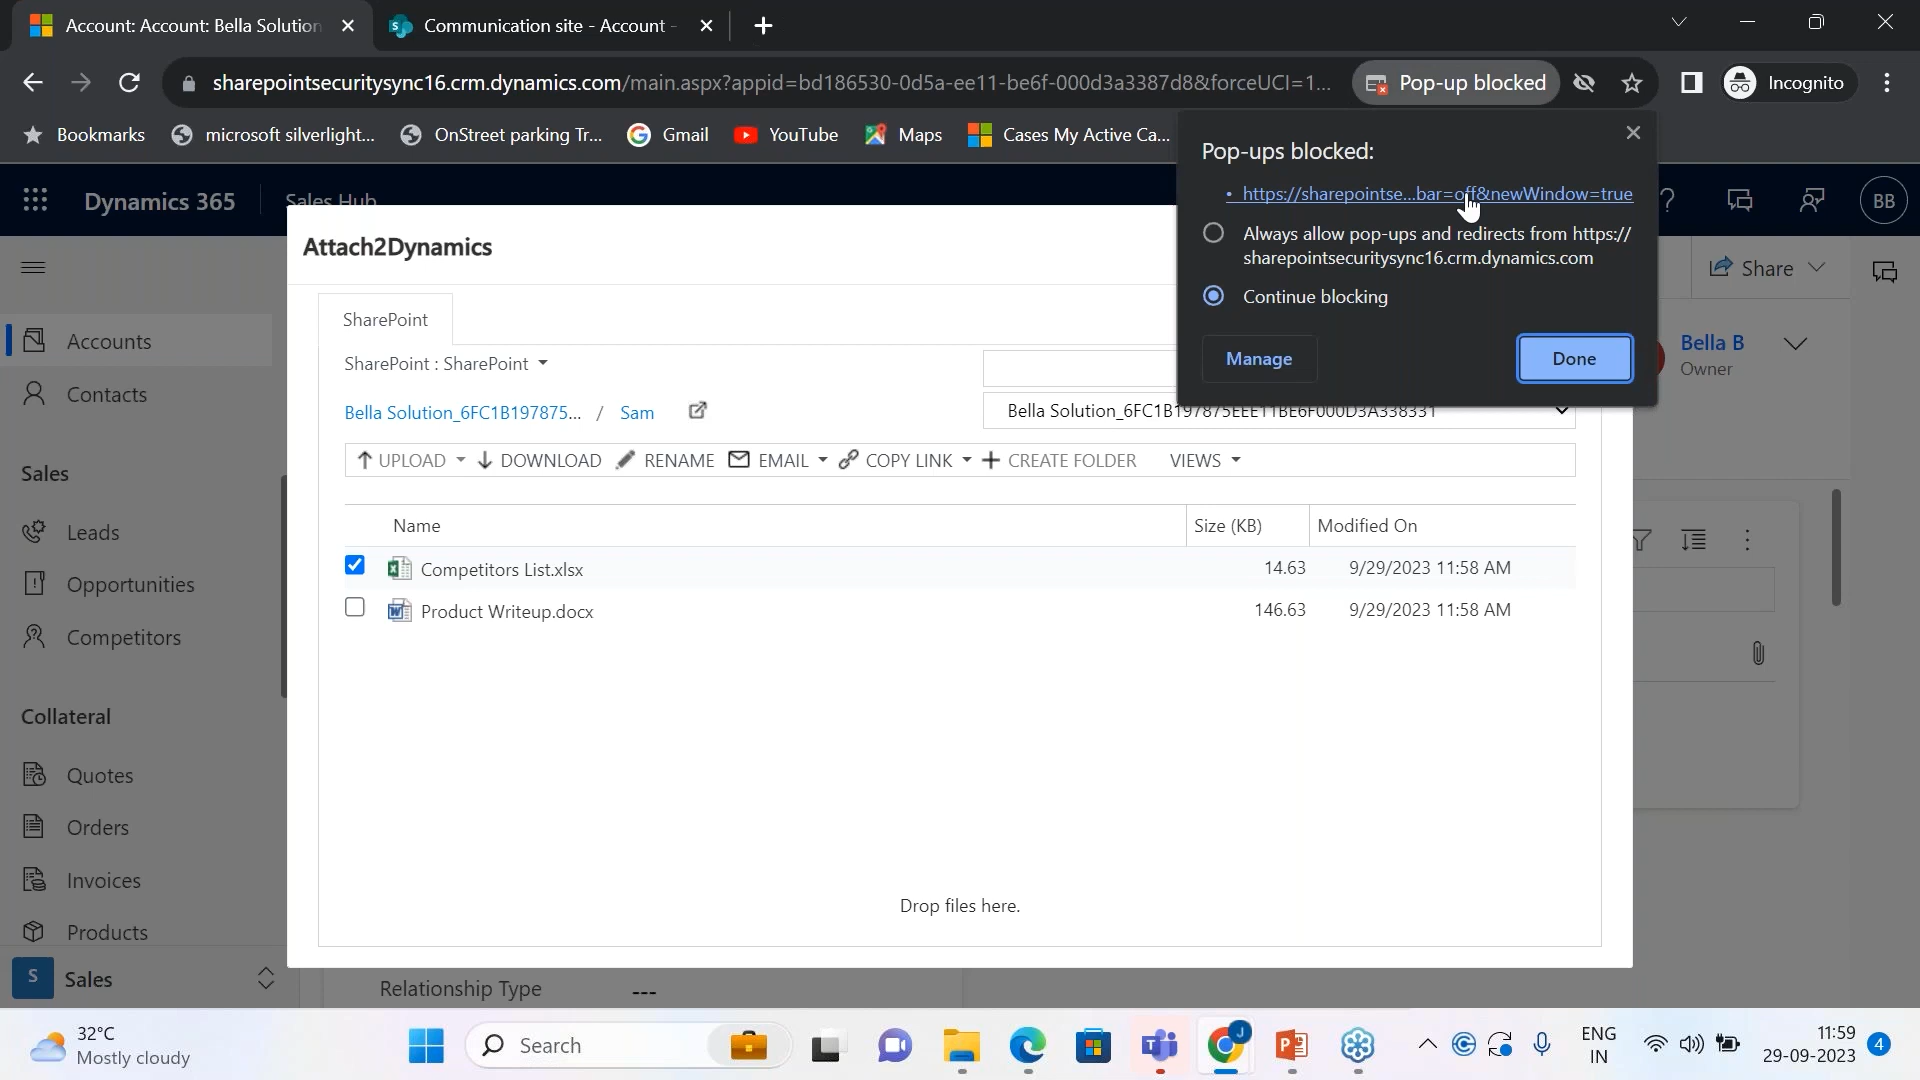 Account: Account: Bella Solution
Communication site - Account -
sharepointsecuritysync16.crm.dynamics.com/main.aspx?appid=bd186530-0d5a-ee11-be6f-000d3a3387d8&forceUCI=1...
Pop-up blocked
Incognito
Bookmarks
microsoft silverlight...
OnStreet parking Tr...
Gmail
YouTube
Maps
Cases My Active Ca...
Pop-ups blocked:
• https://sharepointse...bar=off&newWindow=true
Always allow pop-ups and redirects from https://
sharepointsecuritysync16.crm.dynamics.com
Continue blocking
Manage
Done
Dynamics 365
Sales Hub
BB
Share
Bella B
Owner
Accounts
Contacts
Sales
Leads
Opportunities
Competitors
Collateral
Quotes
Orders
Invoices
Products
S
Sales
Attach2Dynamics
SharePoint
SharePoint : SharePoint
Bella Solution_6FC1B197875... / Sam
Bella Solution_6FC1B197875EEE11BE6F000D3A338331
UPLOAD
DOWNLOAD
RENAME
EMAIL
COPY LINK
CREATE FOLDER
VIEWS
Name
Size (KB)
Modified On
Competitors List.xlsx
14.63
9/29/2023 11:58 AM
Product Writeup.docx
146.63
9/29/2023 11:58 AM
Drop files here.
Relationship Type
---
32°C
Mostly cloudy
Search
J
ENG
IN
11:59
29-09-2023
4